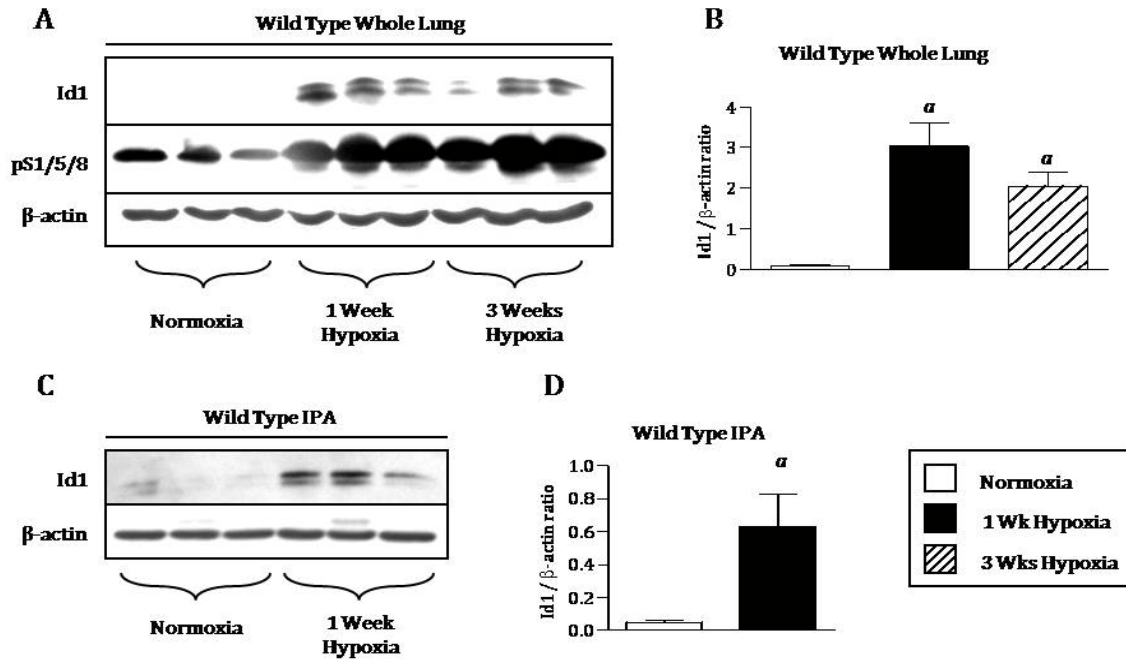 A
Wild Type Whole Lung
Id1
pS1/5/8
β-actin
Normoxia
1 Week
Hypoxia
3 Weeks
Hypoxia
B
Wild Type Whole Lung
Id1 / β-actin ratio
4
3
2
1
0
a
a
C
Wild Type IPA
Id1
β-actin
Normoxia
1 Week
Hypoxia
D
Wild Type IPA
Id1 / β-actin ratio
1.0
0.8
0.6
0.4
0.2
0.0
a
Normoxia
1 Wk Hypoxia
3 Wks Hypoxia